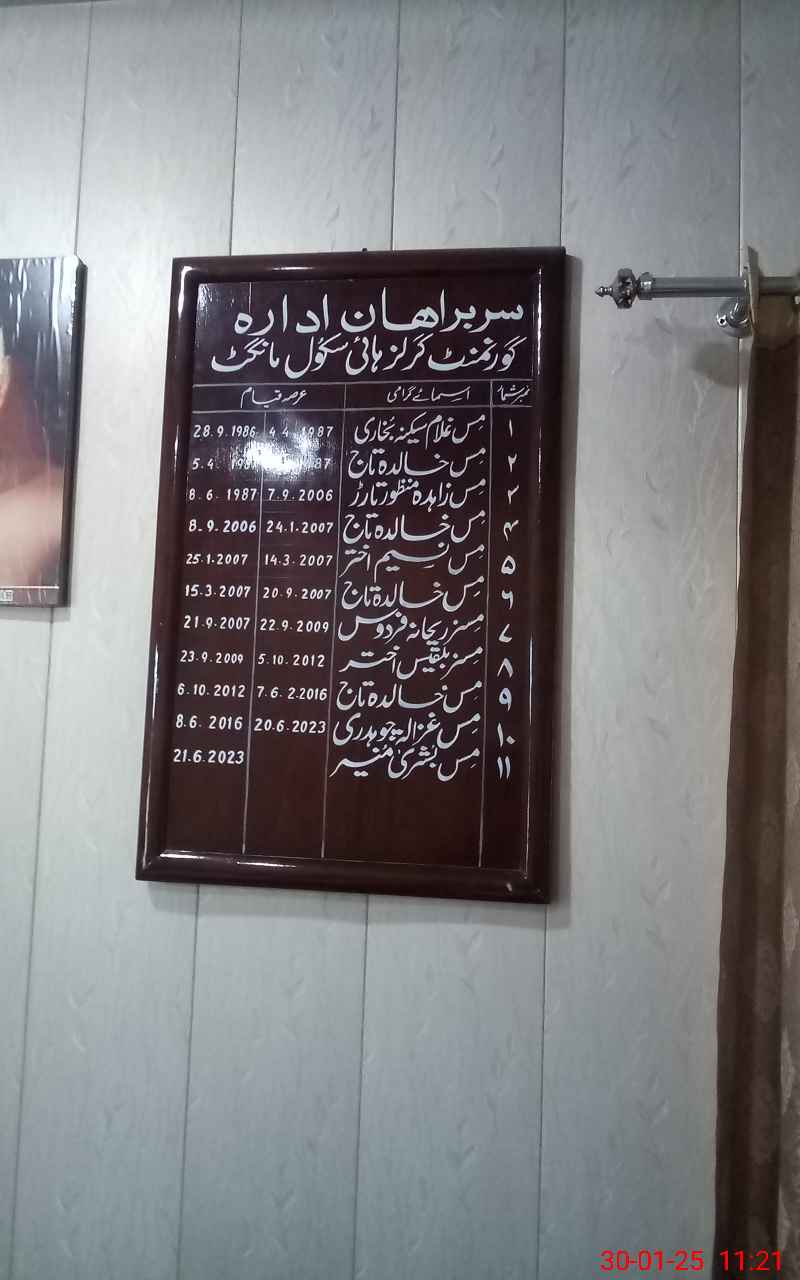 سربراہان ادارہ
گورنمنٹ گرلز ہائی سکول مانگٹ
نمبر شمار اسمائے گرامی عرصہ قیام
۱ مس غلام سکینہ بخاری 28.9.1986 4.4.1987
۲ مس خالدہ تاج 5.4
۳ مس زاہدہ منظور تارڑ 8.6.1987 7.9.2006
۴ مس خالدہ تاج 8.9.2006 24.1.2007
۵ مس نسیم اختر 25.1.2007 14.3.2007
۶ مس خالدہ تاج 15.3.2007 20.9.2007
۷ مسز ریحانہ فردوس 21.9.2007 22.9.2009
۸ مسز بلقیس اختر 23.9.2009 5.10.2012
۹ مس خالدہ تاج 6.10.2012 7.6.2.2016
۱۰ مس غزالہ چوہدری 8.6.2016 20.6.2023
۱۱ مس بشریٰ منیر 21.6.2023
30-01-25 11:21